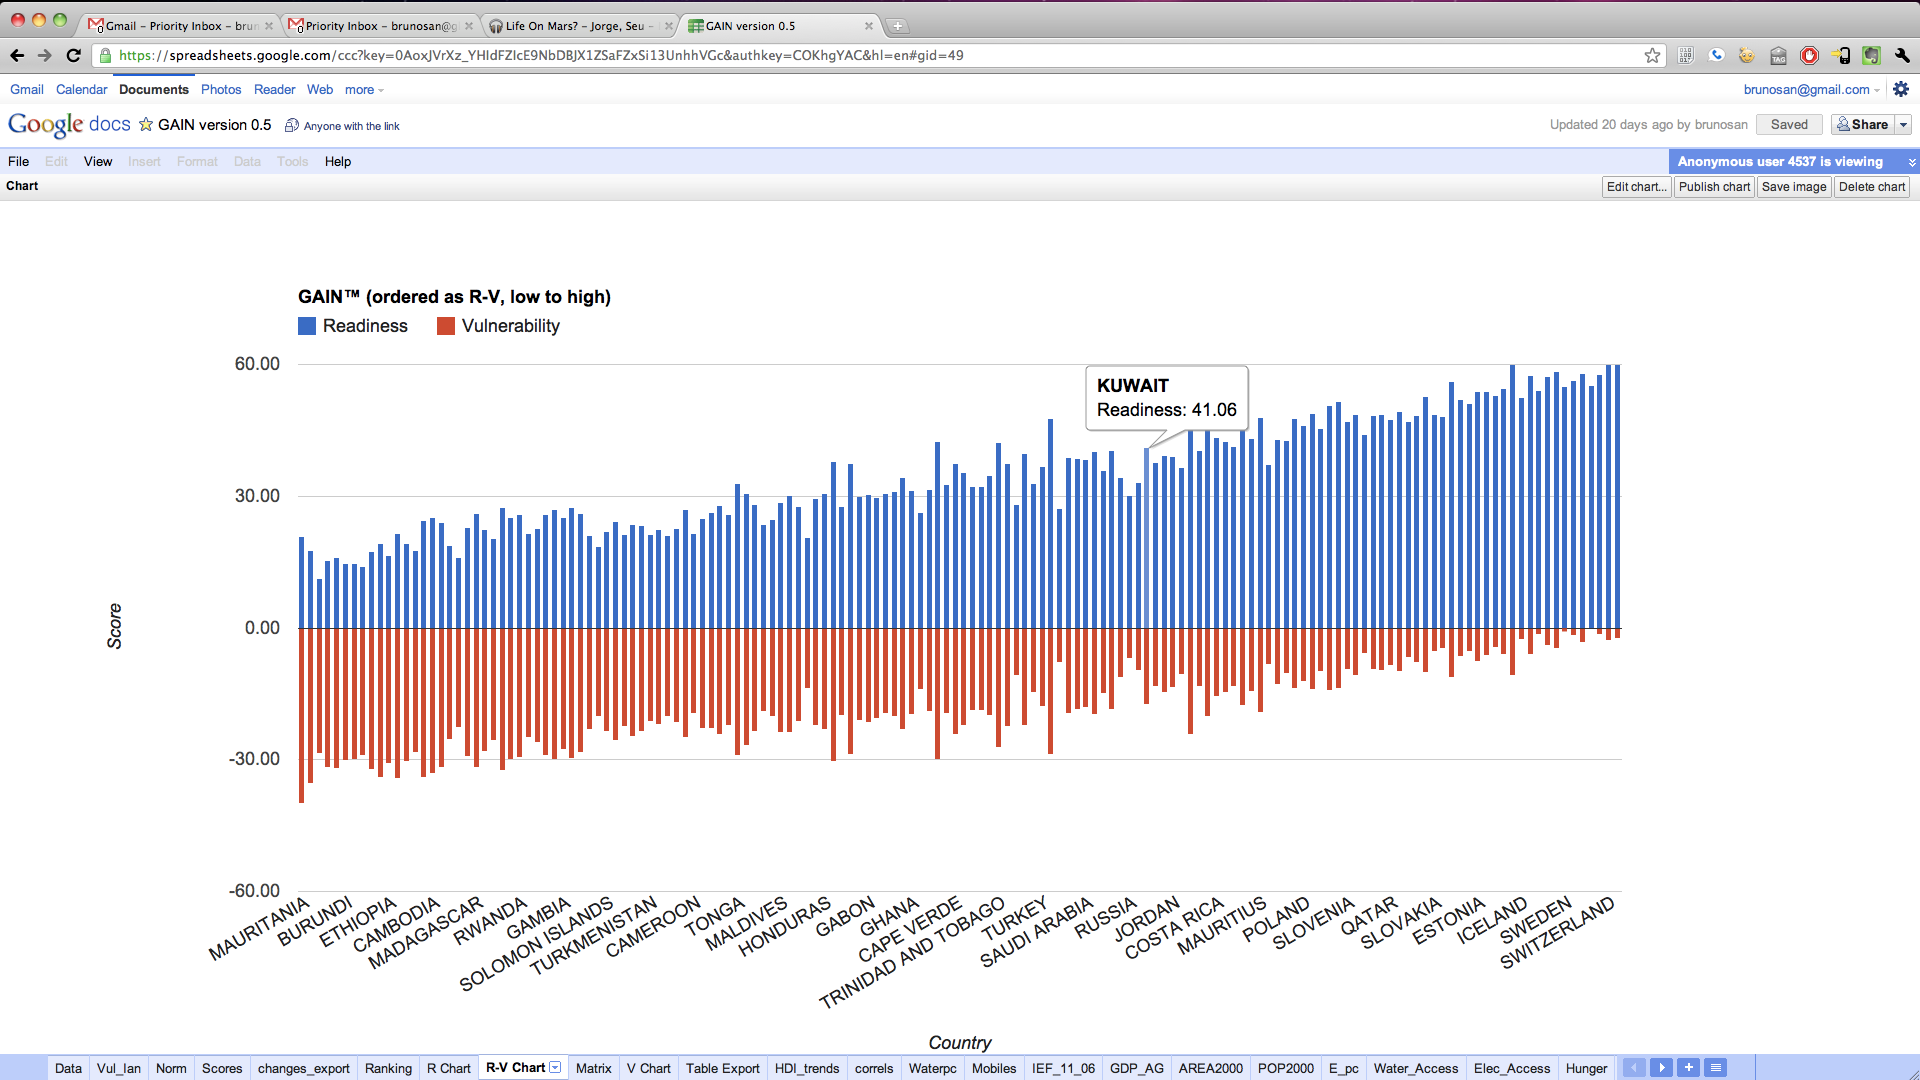 Gmail – Priority Inbox – brun
Priority Inbox – brunosan@g
Life On Mars? – Jorge, Seu –
GAIN version 0.5
https://spreadsheets.google.com/ccc?key=0AoxJVrXz_YHIdFZIcE9NbDBJX1ZSaFZxSi13UnhhVGc&authkey=COKhgYAC&hl=en#gid=49
Gmail Calendar Documents Photos Reader Web more
brunosan@gmail.com
Google docs GAIN version 0.5 Anyone with the link
Updated 20 days ago by brunosan Saved Share
File Edit View Insert Format Data Tools Help
Anonymous user 4537 is viewing
Chart
Edit chart... Publish chart Save image Delete chart
GAIN™ (ordered as R-V, low to high)
Readiness Vulnerability
60.00
KUWAIT
Readiness: 41.06
30.00
Score
0.00
-30.00
-60.00
MAURITANIA
BURUNDI
ETHIOPIA
CAMBODIA
MADAGASCAR
RWANDA
GAMBIA
SOLOMON ISLANDS
TURKMENISTAN
CAMEROON
TONGA
MALDIVES
HONDURAS
GABON
GHANA
CAPE VERDE
TRINIDAD AND TOBAGO
TURKEY
SAUDI ARABIA
RUSSIA
JORDAN
COSTA RICA
MAURITIUS
POLAND
SLOVENIA
QATAR
SLOVAKIA
ESTONIA
ICELAND
SWEDEN
SWITZERLAND
Country
Data Vul_Ian Norm Scores changes_export Ranking R Chart R-V Chart Matrix V Chart Table Export HDI_trends correls Waterpc Mobiles IEF_11_06 GDP_AG AREA2000 POP2000 E_pc Water_Access Elec_Access Hunger